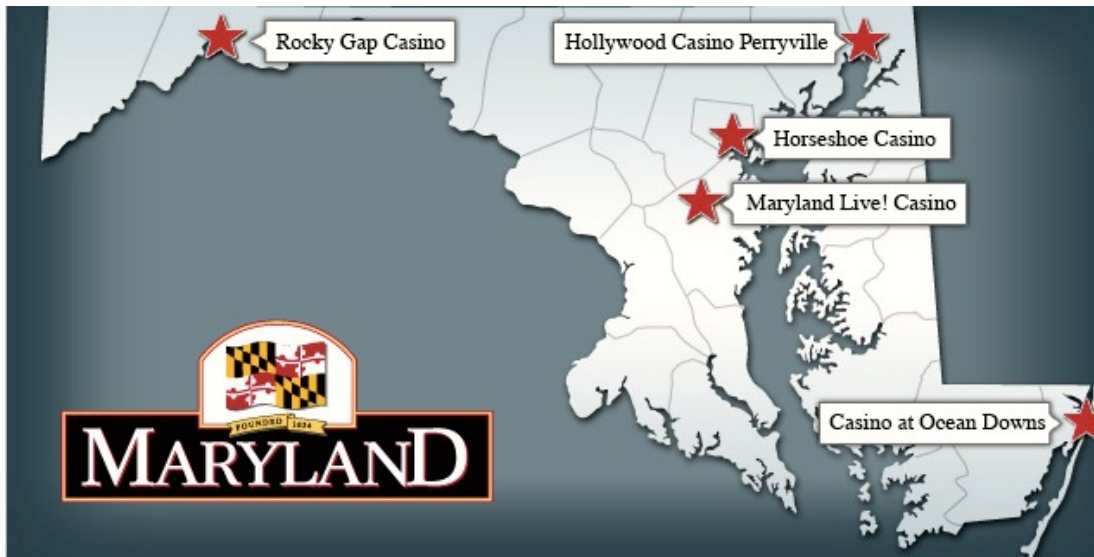 Rocky Gap Casino
Hollywood Casino Perryville
Horseshoe Casino
Maryland Live! Casino
Casino at Ocean Downs
FOUNDED 1634
MARYLAND